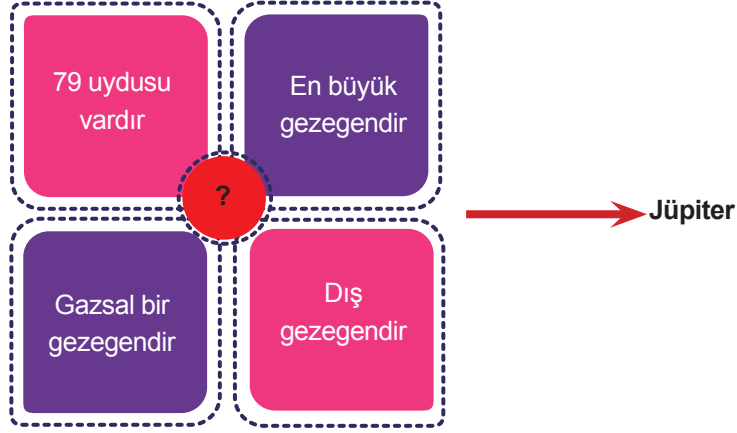 79 uydusu
vardır
En büyük
gezegendir
?
Jüpiter
Gazsal bir
gezegendir
Dış
gezegendir